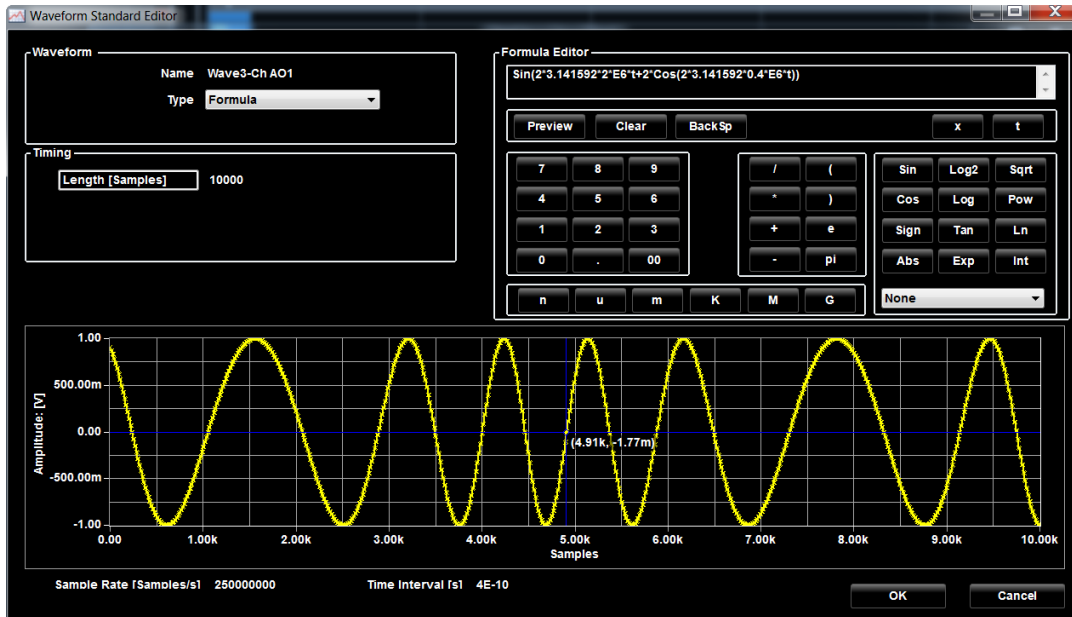 Waveform Standard Editor
Waveform
Name Wave3-Ch AO1
Type Formula
Timing
Length [Samples] 10000
Formula Editor
Sin(2*3.141592*2*E6*t+2*Cos(2*3.141592*0.4*E6*t))
Preview Clear BackSp x t
7 8 9 / ( Sin Log2 Sqrt
4 5 6 * ) Cos Log Pow
1 2 3 + e Sign Tan Ln
0 . 00 - pi Abs Exp Int
n u m K M G None
1.00
500.00m
0.00
-500.00m
-1.00
Amplitude: [V]
(4.91k, -1.77m)
0.00 1.00k 2.00k 3.00k 4.00k 5.00k 6.00k 7.00k 8.00k 9.00k 10.00k
Samples
Sample Rate [Samples/s] 250000000 Time Interval [s] 4E-10
OK Cancel